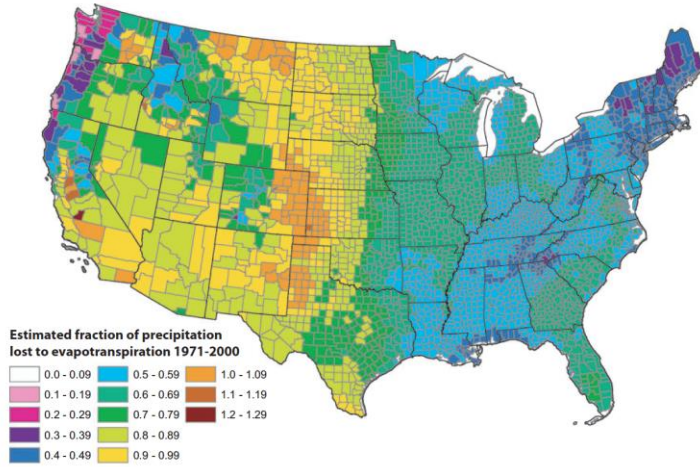 Estimated fraction of precipitation
lost to evapotranspiration 1971-2000
0.0 - 0.09 0.5 - 0.59 1.0 - 1.09
0.1 - 0.19 0.6 - 0.69 1.1 - 1.19
0.2 - 0.29 0.7 - 0.79 1.2 - 1.29
0.3 - 0.39 0.8 - 0.89
0.4 - 0.49 0.9 - 0.99